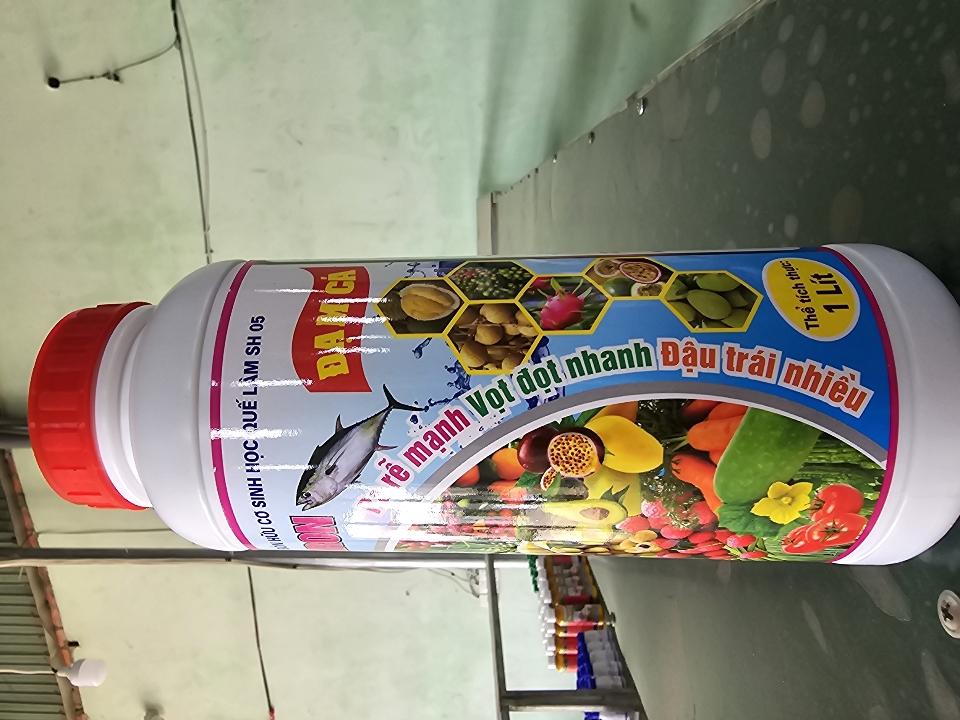 HỮU CƠ SINH HỌC QUẾ LÂM SH 05
ĐẠM CÁ
rễ mạnh Vọt đọt nhanh Đậu trái nhiều
Thể tích thực:
1 Lít